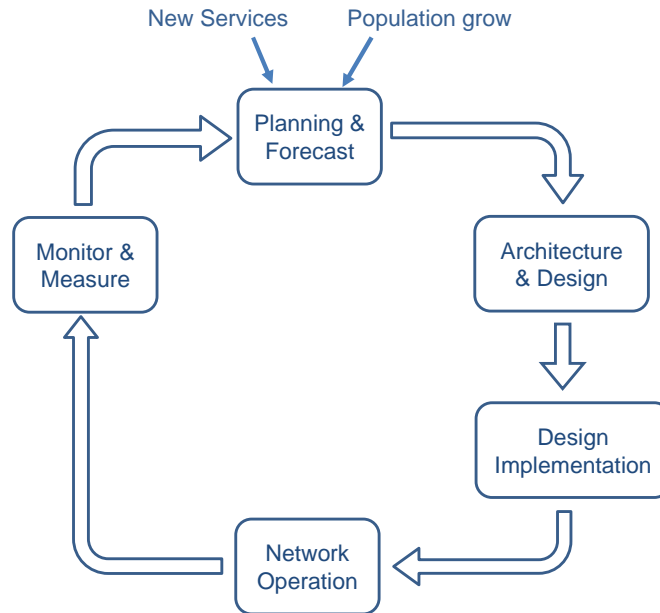 New Services
Population grow
Planning &
Forecast
Architecture
& Design
Monitor &
Measure
Design
Implementation
Network
Operation